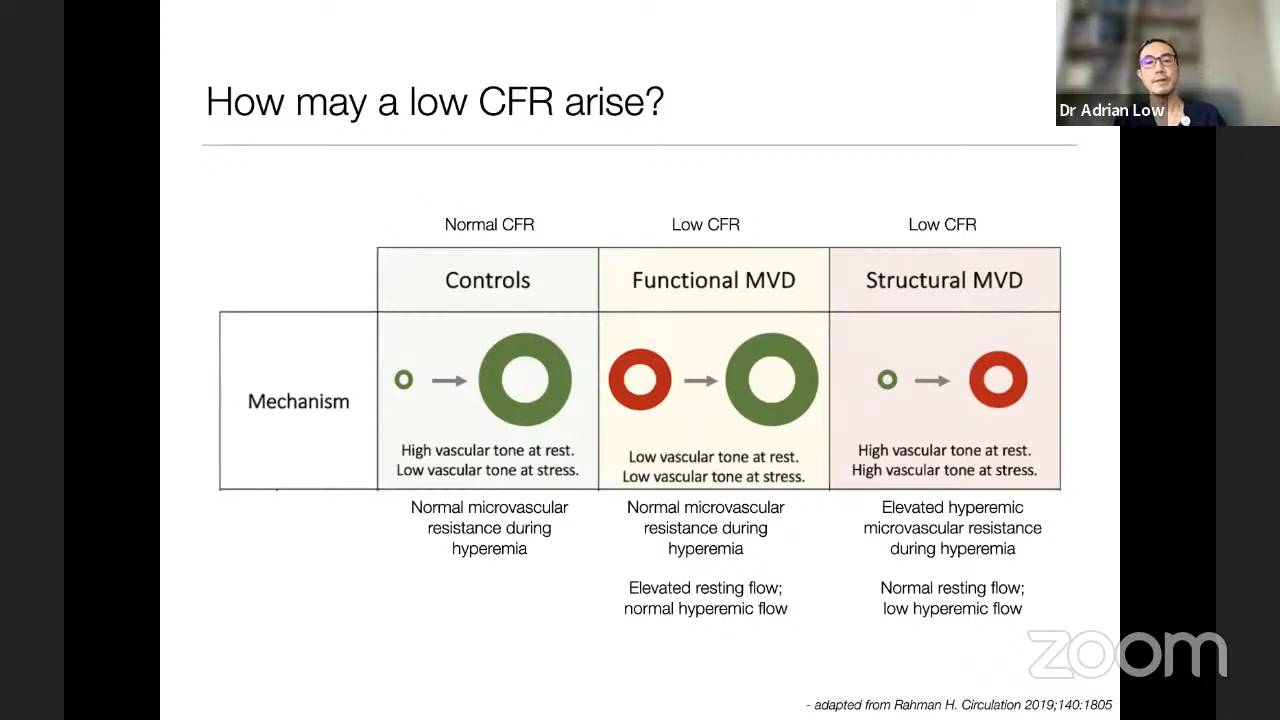 Dr Adrian Low
How may a low CFR arise?
Normal CFR
Low CFR
Low CFR
Controls
Functional MVD
Structural MVD
Mechanism
High vascular tone at rest.
Low vascular tone at stress.
Low vascular tone at rest.
Low vascular tone at stress.
High vascular tone at rest.
High vascular tone at stress.
Normal microvascular
resistance during
hyperemia
Normal microvascular
resistance during
hyperemia
Elevated hyperemic
microvascular resistance
during hyperemia
Elevated resting flow;
normal hyperemic flow
Normal resting flow;
low hyperemic flow
zoom
- adapted from Rahman H. Circulation 2019;140:1805